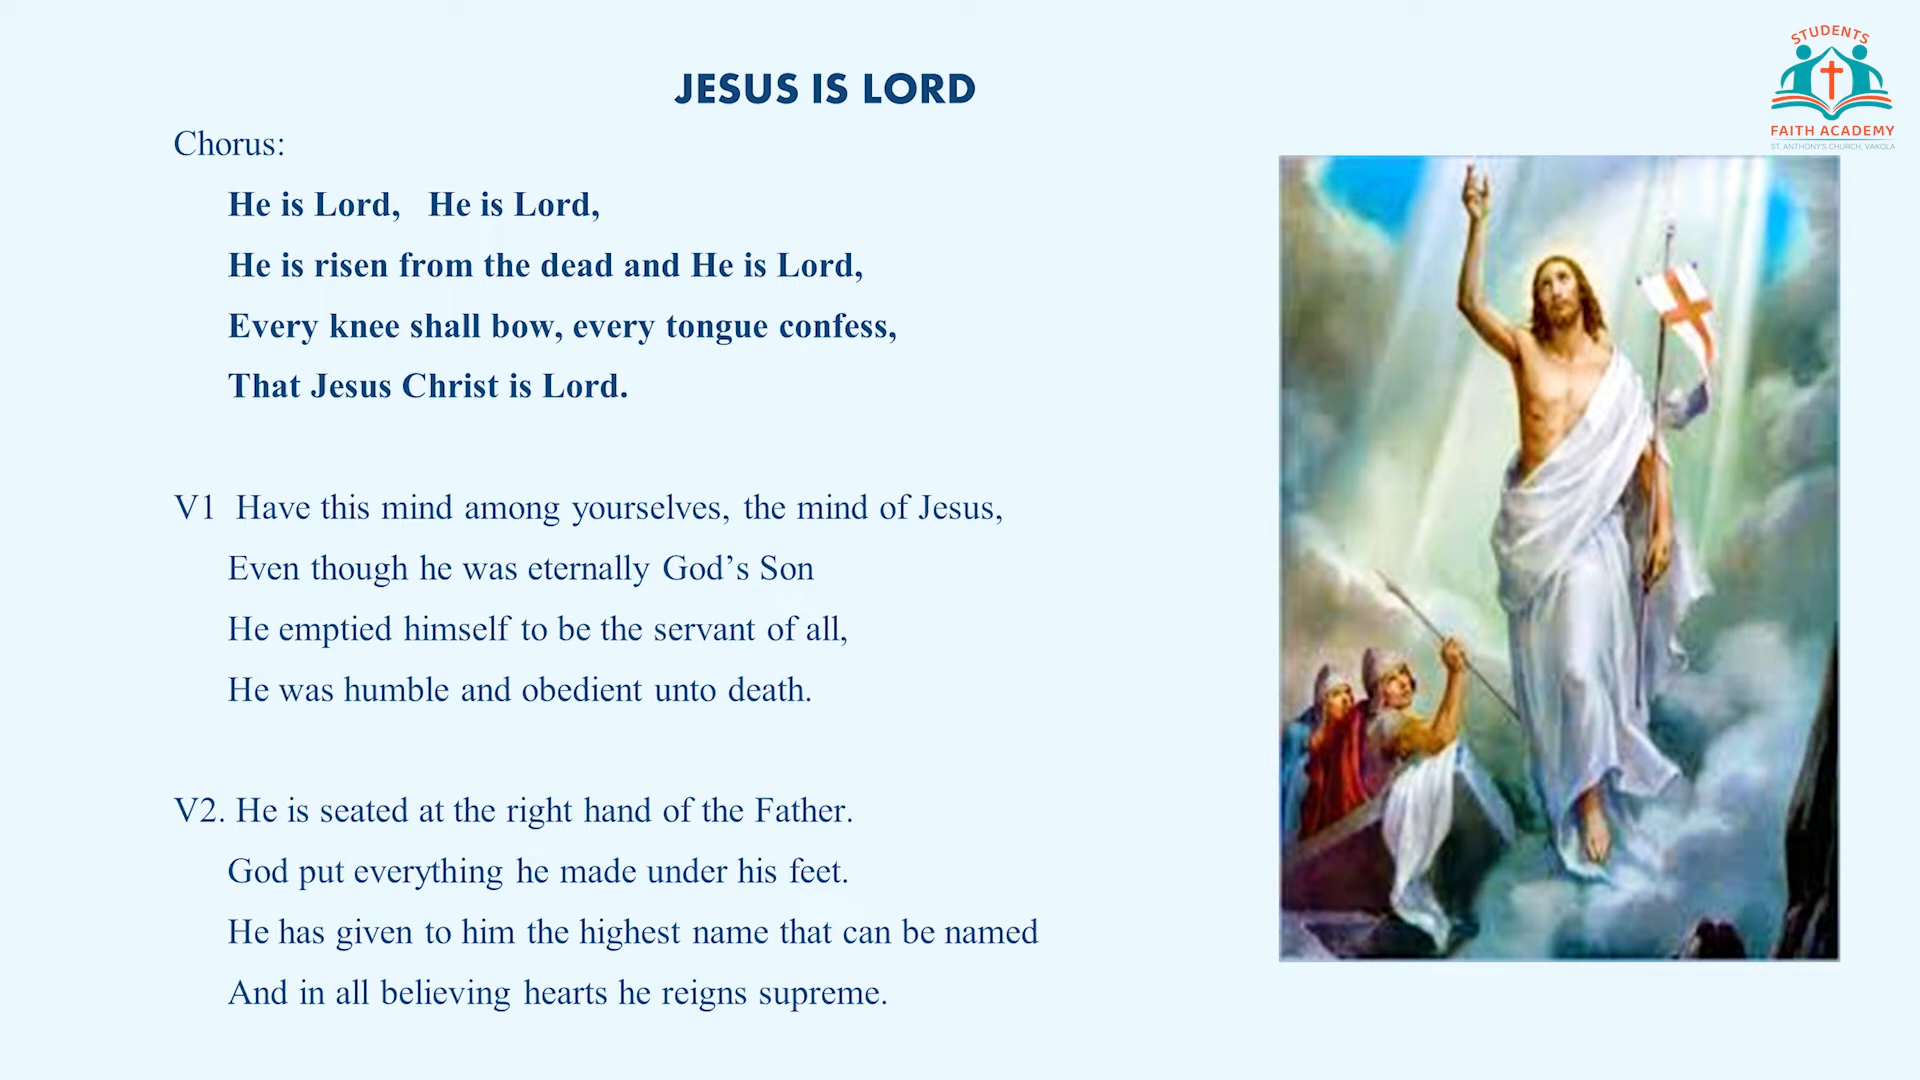 STUDENTS
FAITH ACADEMY
ST. ANTHONY'S CHURCH, VAKOLA
JESUS IS LORD
Chorus:
He is Lord, He is Lord,
He is risen from the dead and He is Lord,
Every knee shall bow, every tongue confess,
That Jesus Christ is Lord.
V1 Have this mind among yourselves, the mind of Jesus,
Even though he was eternally God’s Son
He emptied himself to be the servant of all,
He was humble and obedient unto death.
V2. He is seated at the right hand of the Father.
God put everything he made under his feet.
He has given to him the highest name that can be named
And in all believing hearts he reigns supreme.